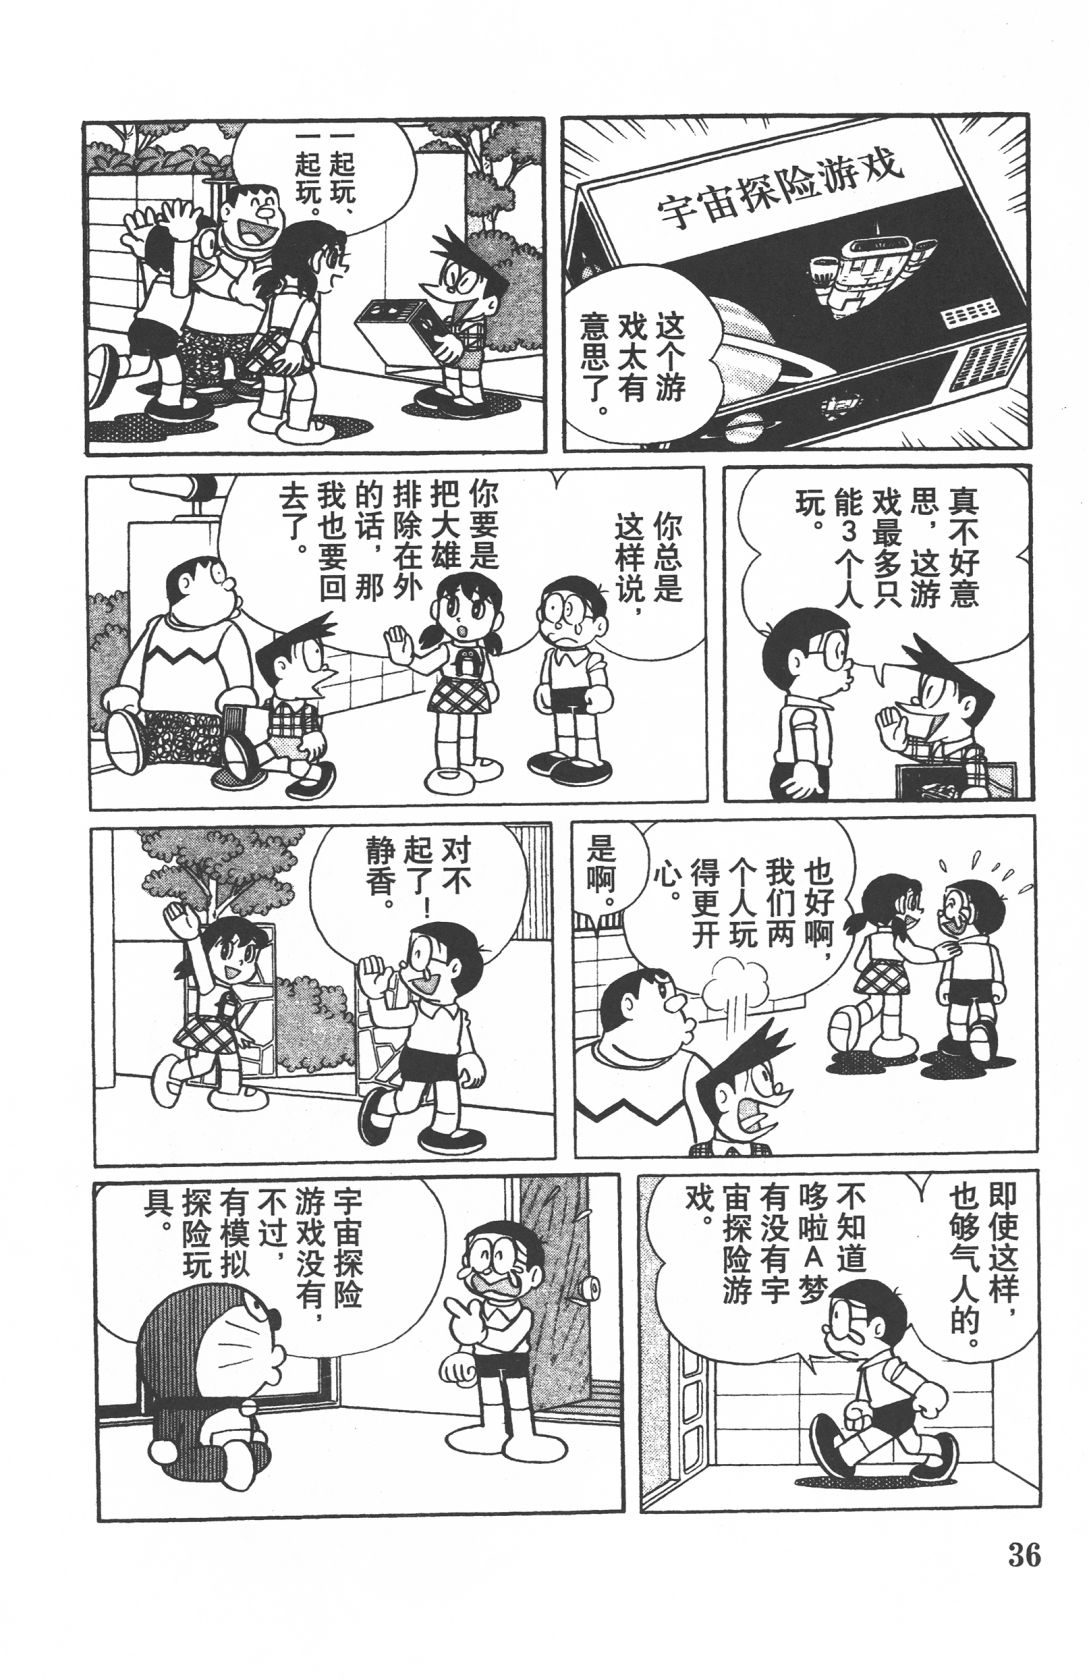 宇宙探险游戏
这个游
戏太有
意思了。
一起玩、
一起玩。
真不好意
思，这游
戏最多只
能3个人
玩。
你总是
这样说，
你要是
把大雄
排除在外
的话，那
我也要回
去了。
也好啊，
我们两
个人玩
得更开
心。
是啊。
对不
起了！
静香。
即使这样，
也够气人的。
不知道
哆啦A梦
有没有宇
宙探险游
戏。
宇宙探险
游戏没有，
不过，
有模拟
探险玩
具。
36